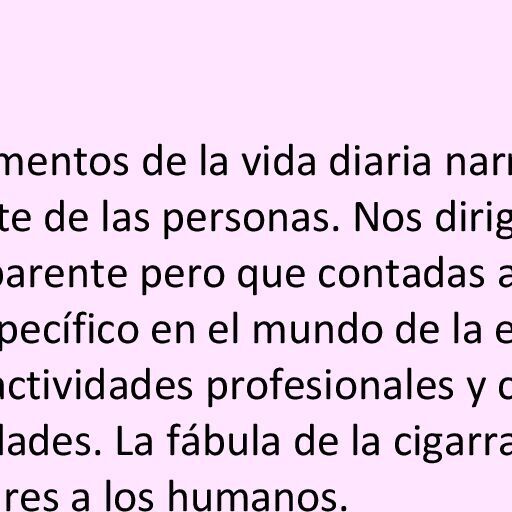 mentos de la vida diaria narr
te de las personas. Nos dirig
parente pero que contadas a
pecífico en el mundo de la e
actividades profesionales y c
lades. La fábula de la cigarra
res a los humanos.